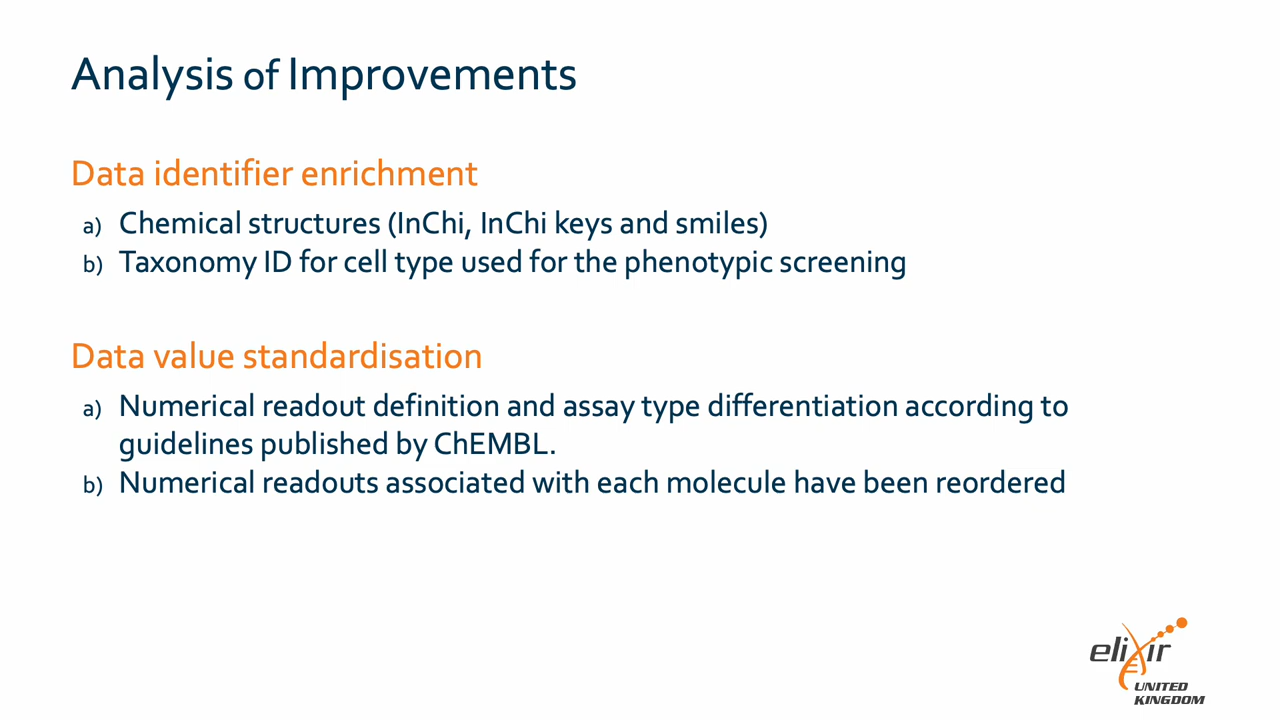 Analysis of Improvements
Data identifier enrichment
a) Chemical structures (InChi, InChi keys and smiles)
b) Taxonomy ID for cell type used for the phenotypic screening
Data value standardisation
a) Numerical readout definition and assay type differentiation according to
guidelines published by ChEMBL.
b) Numerical readouts associated with each molecule have been reordered
elixir
UNITED
KINGDOM